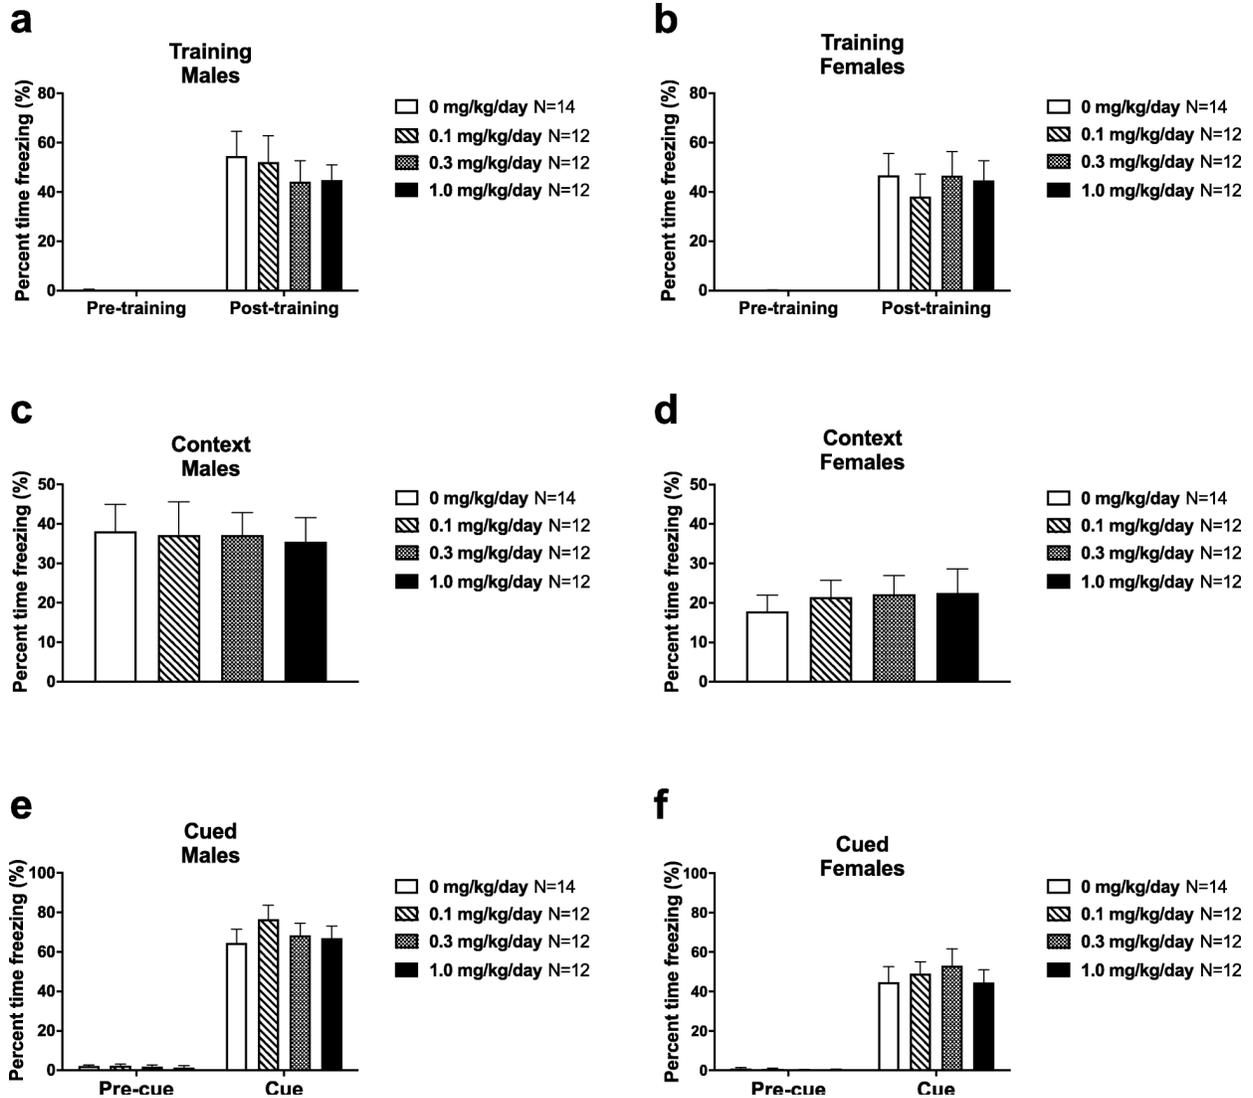 a
Training
Males
Percent time freezing (%)
80
60
40
20
0
Pre-training
Post-training
0 mg/kg/day N=14
0.1 mg/kg/day N=12
0.3 mg/kg/day N=12
1.0 mg/kg/day N=12
b
Training
Females
Percent time freezing (%)
80
60
40
20
0
Pre-training
Post-training
0 mg/kg/day N=14
0.1 mg/kg/day N=12
0.3 mg/kg/day N=12
1.0 mg/kg/day N=12
c
Context
Males
Percent time freezing (%)
50
40
30
20
10
0
0 mg/kg/day N=14
0.1 mg/kg/day N=12
0.3 mg/kg/day N=12
1.0 mg/kg/day N=12
d
Context
Females
Percent time freezing (%)
50
40
30
20
10
0
0 mg/kg/day N=14
0.1 mg/kg/day N=12
0.3 mg/kg/day N=12
1.0 mg/kg/day N=12
e
Cued
Males
Percent time freezing (%)
100
80
60
40
20
0
Pre-cue
Cue
0 mg/kg/day N=14
0.1 mg/kg/day N=12
0.3 mg/kg/day N=12
1.0 mg/kg/day N=12
f
Cued
Females
Percent time freezing (%)
100
80
60
40
20
0
Pre-cue
Cue
0 mg/kg/day N=14
0.1 mg/kg/day N=12
0.3 mg/kg/day N=12
1.0 mg/kg/day N=12